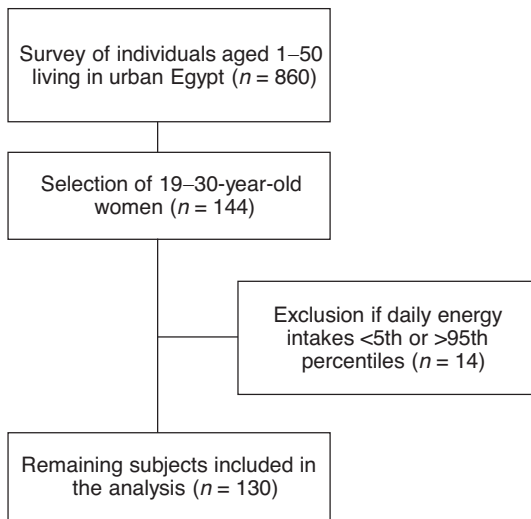 Survey of individuals aged 1–50
living in urban Egypt (n = 860)
Selection of 19–30-year-old
women (n = 144)
Exclusion if daily energy
intakes <5th or >95th
percentiles (n = 14)
Remaining subjects included in
the analysis (n = 130)